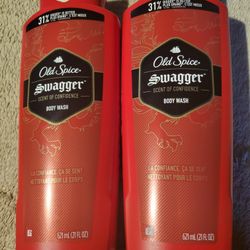 31%
Old Spice
Swagger
SCENT OF CONFIDENCE
BODY WASH
LA CONFIANCE, ÇA SE SENT
NETTOYANT POUR LE CORPS
621 mL (21 FL OZ)
31%
Old Spice
Swagger
SCENT OF CONFIDENCE
BODY WASH
LA CONFIANCE, ÇA SE SENT
NETTOYANT POUR LE CORPS
621 mL (21 FL OZ)